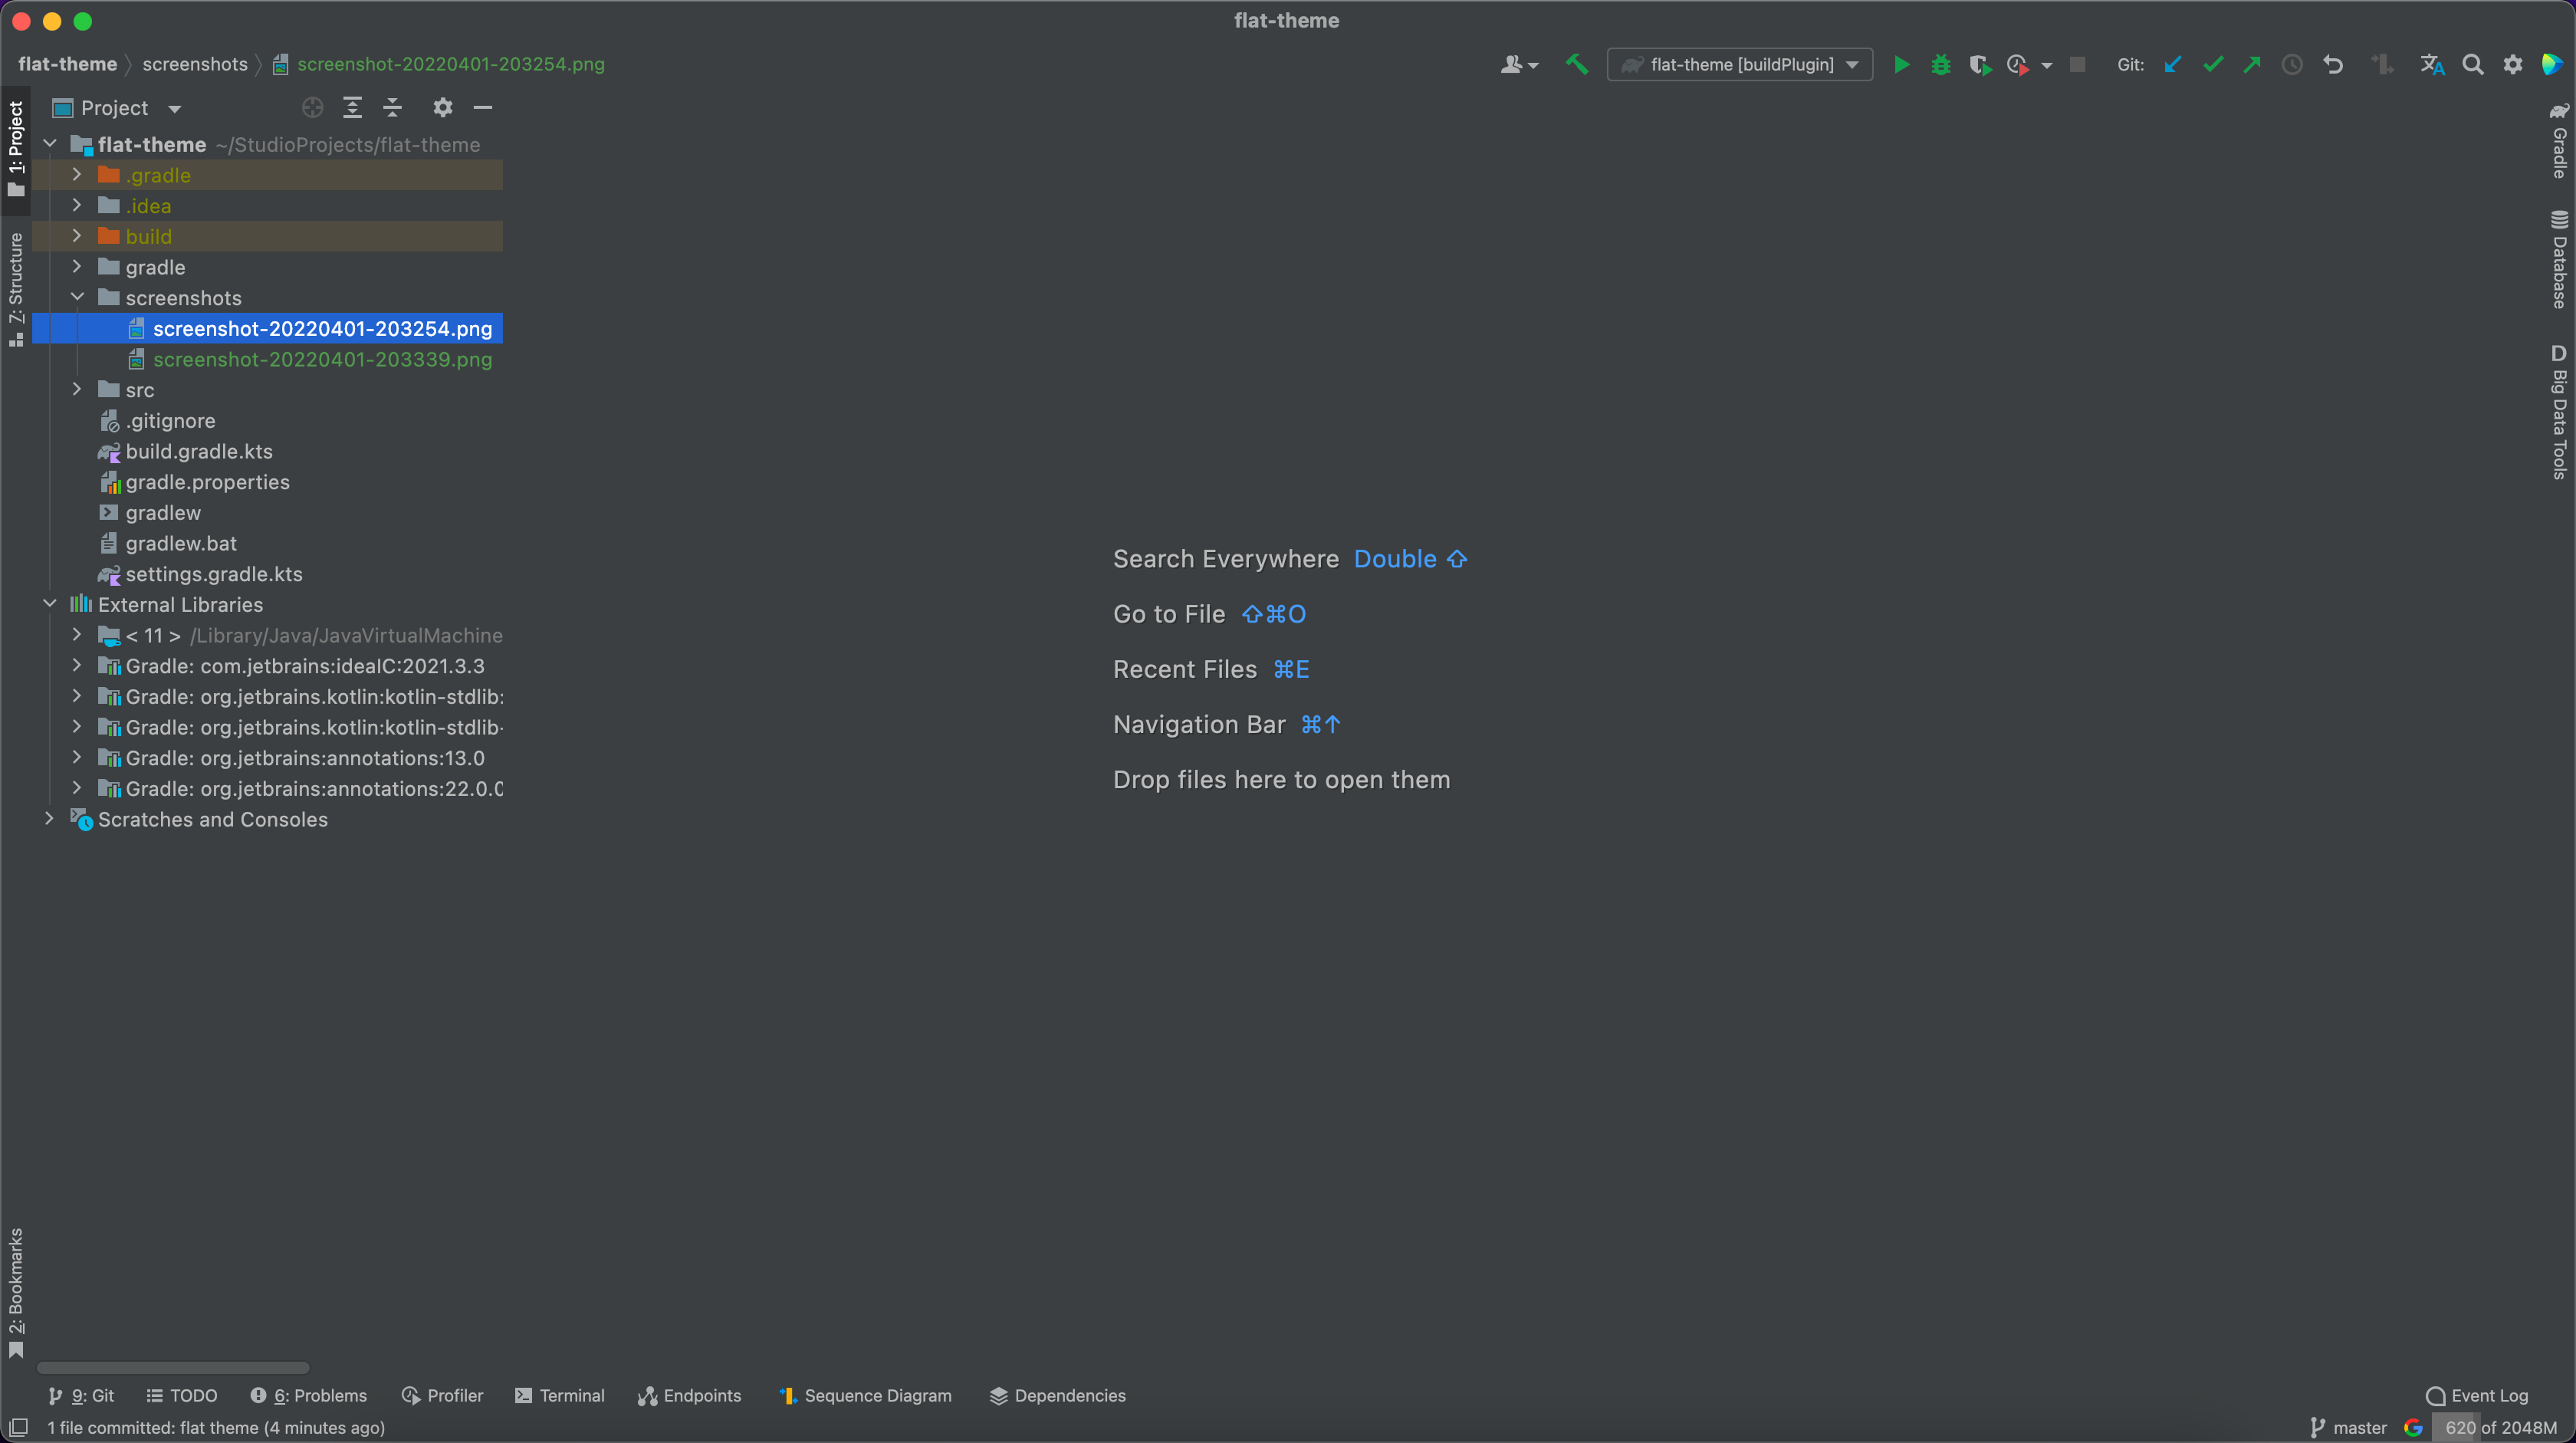 flat-theme
flat-theme screenshots screenshot-20220401-203254.png
flat-theme [buildPlugin] Git:
1: Project
Project
flat-theme ~/StudioProjects/flat-theme
.gradle
.idea
build
gradle
screenshots
screenshot-20220401-203254.png
screenshot-20220401-203339.png
src
.gitignore
build.gradle.kts
gradle.properties
gradlew
gradlew.bat
settings.gradle.kts
External Libraries
< 11 > /Library/Java/JavaVirtualMachine
Gradle: com.jetbrains:ideaIC:2021.3.3
Gradle: org.jetbrains.kotlin:kotlin-stdlib:
Gradle: org.jetbrains.kotlin:kotlin-stdlib-
Gradle: org.jetbrains:annotations:13.0
Gradle: org.jetbrains:annotations:22.0.0
Scratches and Consoles
7: Structure
2: Bookmarks
Search Everywhere Double ⇧
Go to File ⇧⌘O
Recent Files ⌘E
Navigation Bar ⌘↑
Drop files here to open them
Gradle
Database
D Big Data Tools
9: Git TODO 6: Problems Profiler Terminal Endpoints Sequence Diagram Dependencies Event Log
1 file committed: flat theme (4 minutes ago) master 620 of 2048M